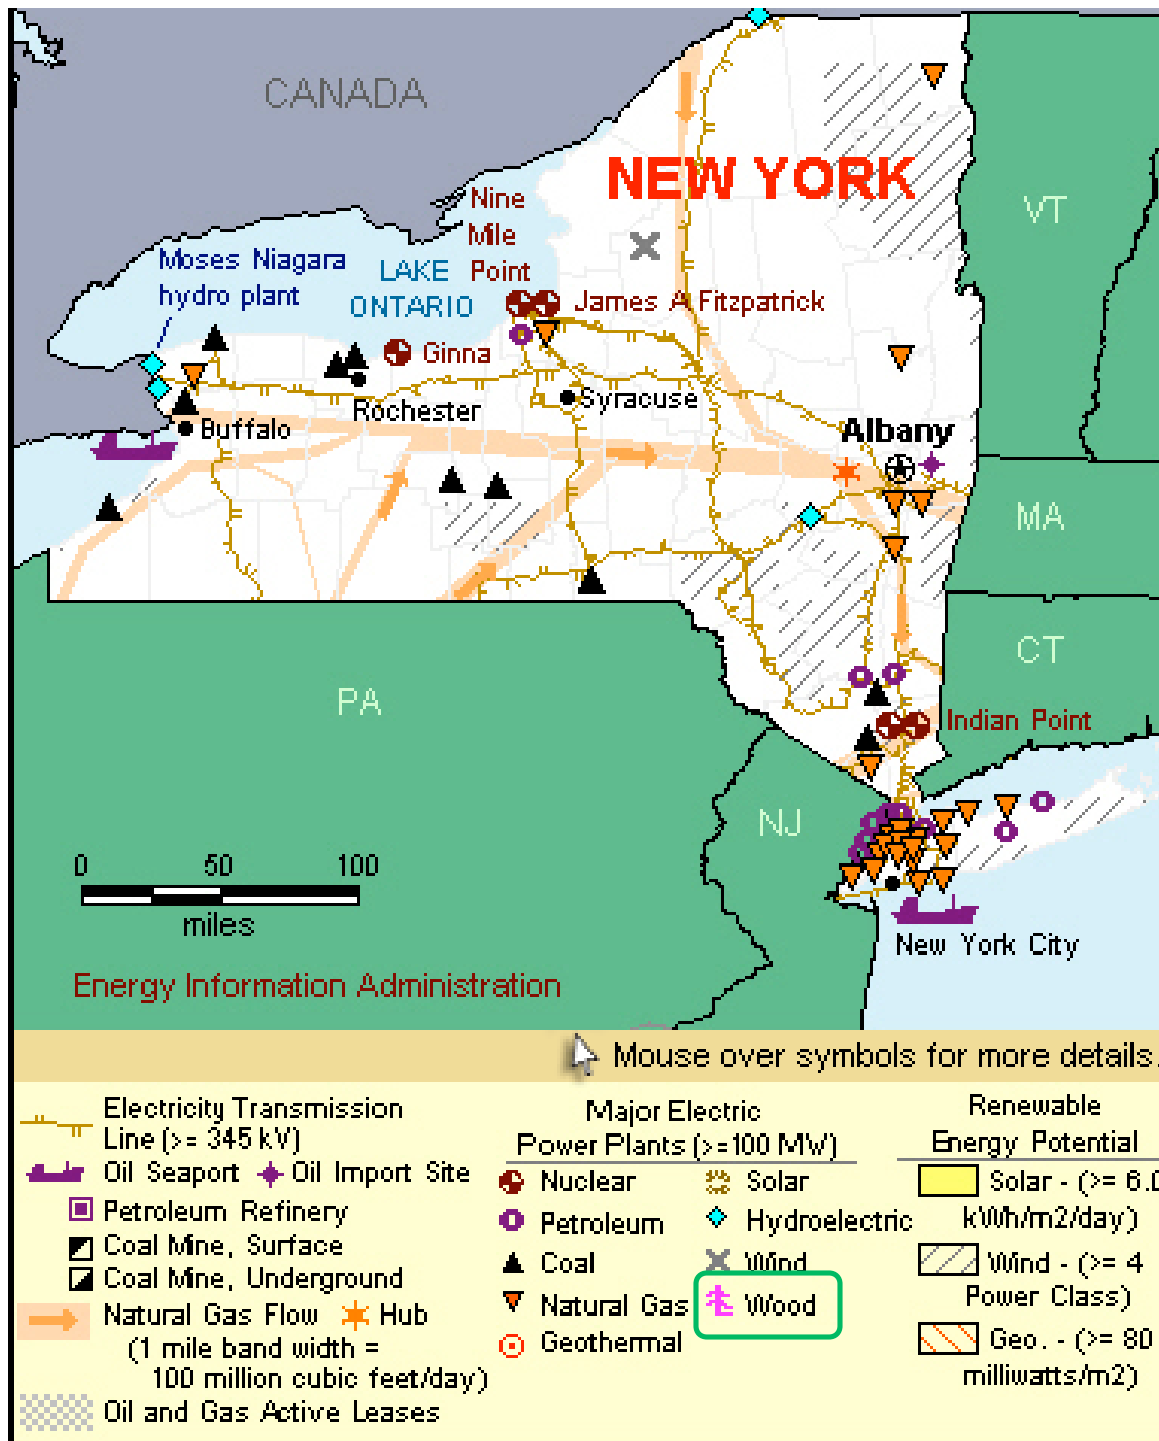 CANADA
NEW YORK
VT
Nine
Mile
Point
Moses Niagara
hydro plant
LAKE
ONTARIO
James A Fitzpatrick
Ginna
Rochester
Syracuse
Buffalo
Albany
MA
CT
PA
Indian Point
NJ
0 50 100
miles
New York City
Energy Information Administration
Mouse over symbols for more details.
Electricity Transmission
Line (>= 345 kV)
Oil Seaport Oil Import Site
Petroleum Refinery
Coal Mine, Surface
Coal Mine, Underground
Natural Gas Flow Hub
(1 mile band width =
100 million cubic feet/day)
Oil and Gas Active Leases
Major Electric
Power Plants (>=100 MW)
Nuclear Solar
Petroleum Hydroelectric
Coal Wind
Natural Gas Wood
Geothermal
Renewable
Energy Potential
Solar - (>= 6.0
kWh/m2/day)
Wind - (>= 4
Power Class)
Geo. - (>= 80
milliwatts/m2)